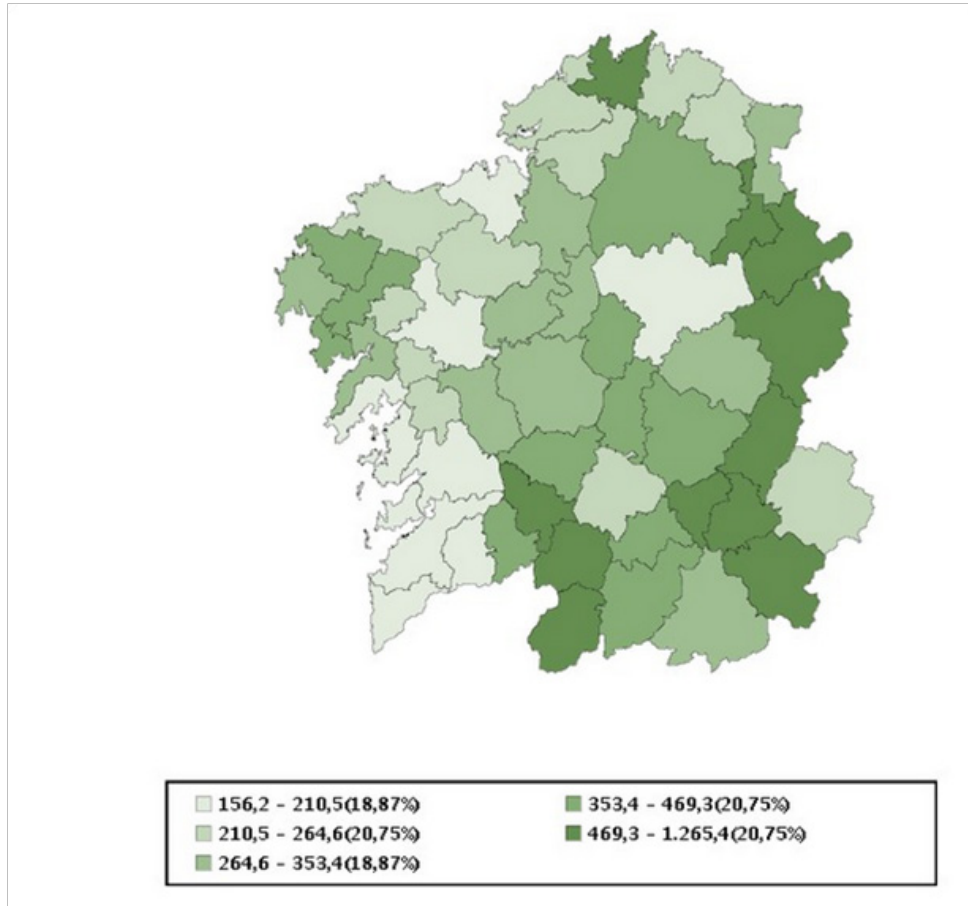 156,2 - 210,5(18,87%)
210,5 - 264,6(20,75%)
264,6 - 353,4(18,87%)
353,4 - 469,3(20,75%)
469,3 - 1.265,4(20,75%)